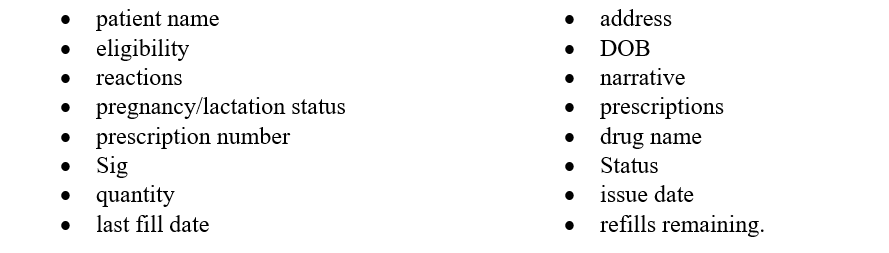 • patient name
• eligibility
• reactions
• pregnancy/lactation status
• prescription number
• Sig
• quantity
• last fill date
• address
• DOB
• narrative
• prescriptions
• drug name
• Status
• issue date
• refills remaining.